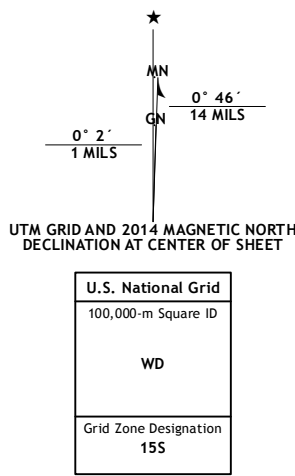 ★
MN
GN
0° 46´
14 MILS
0° 2´
1 MILS
UTM GRID AND 2014 MAGNETIC NORTH
DECLINATION AT CENTER OF SHEET
U.S. National Grid
100,000-m Square ID
WD
Grid Zone Designation
15S